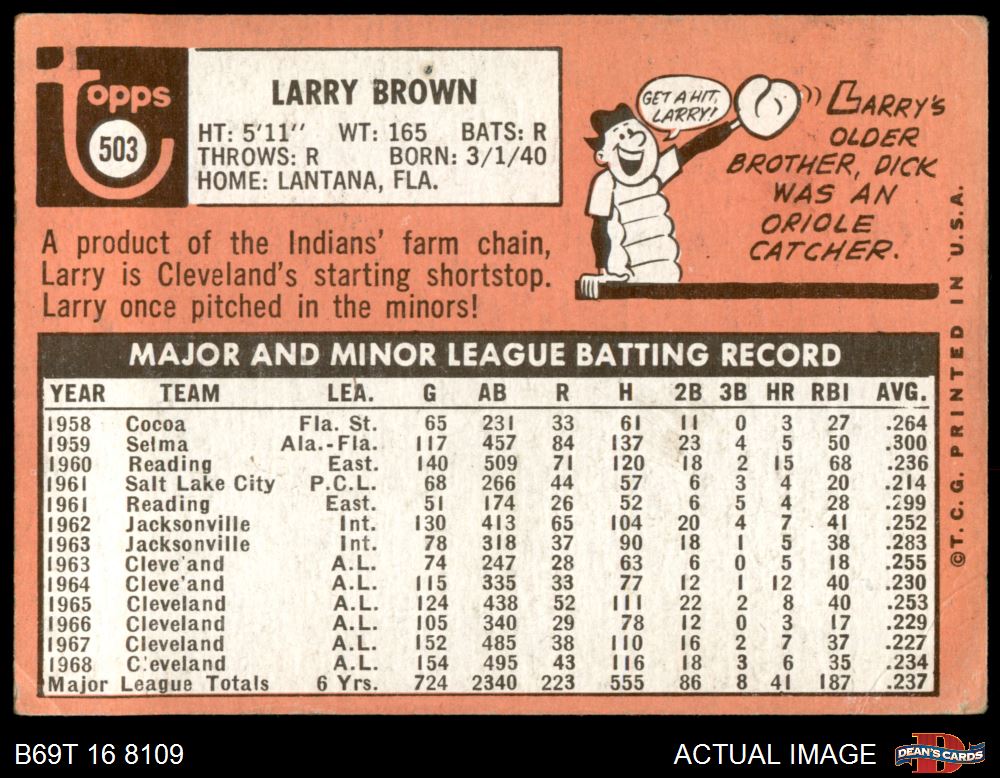 Topps
503
LARRY BROWN
HT: 5'11'' WT: 165 BATS: R
THROWS: R BORN: 3/1/40
HOME: LANTANA, FLA.
GET A HIT,
LARRY!
LARRY'S
OLDER
BROTHER, DICK
WAS AN
ORIOLE
CATCHER.
A product of the Indians' farm chain,
Larry is Cleveland's starting shortstop.
Larry once pitched in the minors!
MAJOR AND MINOR LEAGUE BATTING RECORD
YEAR TEAM LEA. G AB R H 2B 3B HR RBI AVG.
1958 Cocoa Fla. St. 65 231 33 61 11 0 3 27 .264
1959 Selma Ala.-Fla. 117 457 84 137 23 4 5 50 .300
1960 Reading East. 140 509 71 120 18 2 15 68 .236
1961 Salt Lake City P.C.L. 68 266 44 57 6 3 4 20 .214
1961 Reading East. 51 174 26 52 6 5 4 28 .299
1962 Jacksonville Int. 130 413 65 104 20 4 7 41 .252
1963 Jacksonville Int. 78 318 37 90 18 1 5 38 .283
1963 Cleve'and A.L. 74 247 28 63 6 0 5 18 .255
1964 Cleve'and A.L. 115 335 33 77 12 1 12 40 .230
1965 Cleveland A.L. 124 438 52 111 22 2 8 40 .253
1966 Cleveland A.L. 105 340 29 78 12 0 3 17 .229
1967 Cleveland A.L. 152 485 38 110 16 2 7 37 .227
1968 C:eveland A.L. 154 495 43 116 18 3 6 35 .234
Major League Totals 6 Yrs. 724 2340 223 555 86 8 41 187 .237
©T. C. G. PRINTED IN U.S.A.
B69T 16 8109
ACTUAL IMAGE
D
DEAN'S CARDS